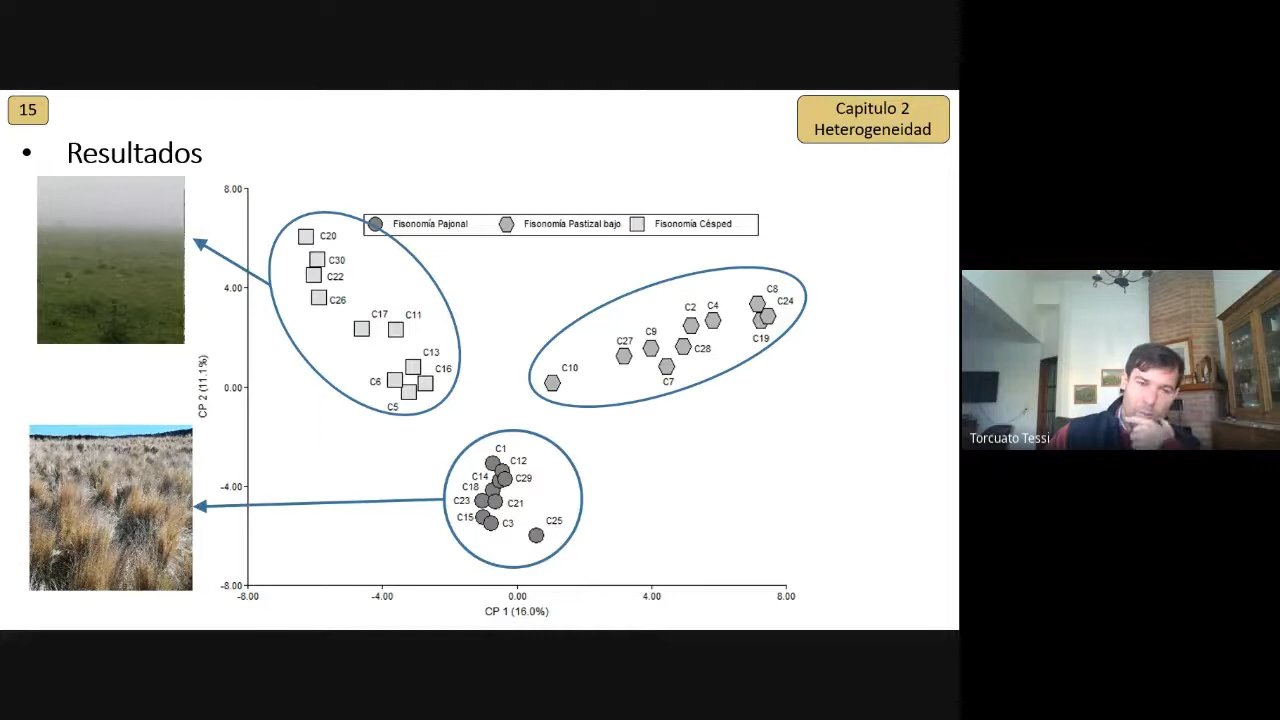 15
Capitulo 2
Heterogeneidad
• Resultados
8.00
4.00
0.00
-4.00
-8.00
CP 2 (11.1%)
Fisonomía Pajonal
Fisonomía Pastizal bajo
Fisonomía Césped
C20
C30
C22
C26
C17
C11
C13
C16
C6
C5
C8
C24
C2
C4
C19
C9
C28
C27
C7
C10
C1
C12
C14
C29
C18
C23
C21
C15
C3
C25
-8.00
-4.00
0.00
4.00
8.00
CP 1 (16.0%)
Torcuato Tessi